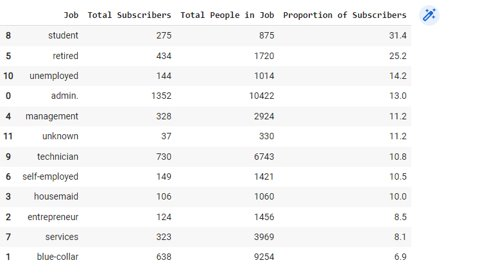 Job Total Subscribers Total People in Job Proportion of Subscribers
8 student 275 875 31.4
5 retired 434 1720 25.2
10 unemployed 144 1014 14.2
0 admin. 1352 10422 13.0
4 management 328 2924 11.2
11 unknown 37 330 11.2
9 technician 730 6743 10.8
6 self-employed 149 1421 10.5
3 housemaid 106 1060 10.0
2 entrepreneur 124 1456 8.5
7 services 323 3969 8.1
1 blue-collar 638 9254 6.9